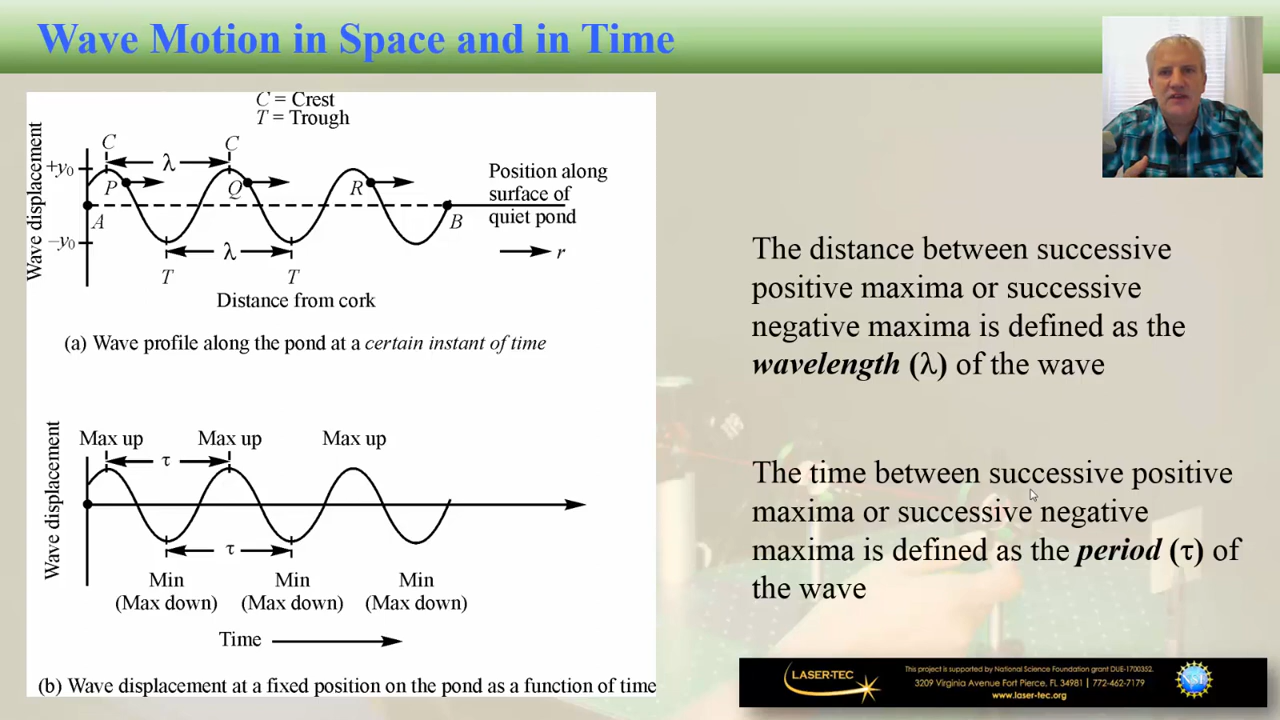 Wave Motion in Space and in Time
C = Crest
T = Trough
Wave displacement
+y₀
−y₀
C
C
λ
P
Q
R
A
B
λ
T
T
Position along
surface of
quiet pond
r
Distance from cork
(a) Wave profile along the pond at a certain instant of time
Wave displacement
Max up
Max up
Max up
τ
τ
Min
(Max down)
Min
(Max down)
Min
(Max down)
Time
(b) Wave displacement at a fixed position on the pond as a function of time
The distance between successive
positive maxima or successive
negative maxima is defined as the
wavelength (λ) of the wave
The time between successive positive
maxima or successive negative
maxima is defined as the period (τ) of
the wave
LASER-TEC
This project is supported by National Science Foundation grant DUE-1700352.
3209 Virginia Avenue Fort Pierce, FL 34981 | 772-462-7179
www.laser-tec.org
NSF